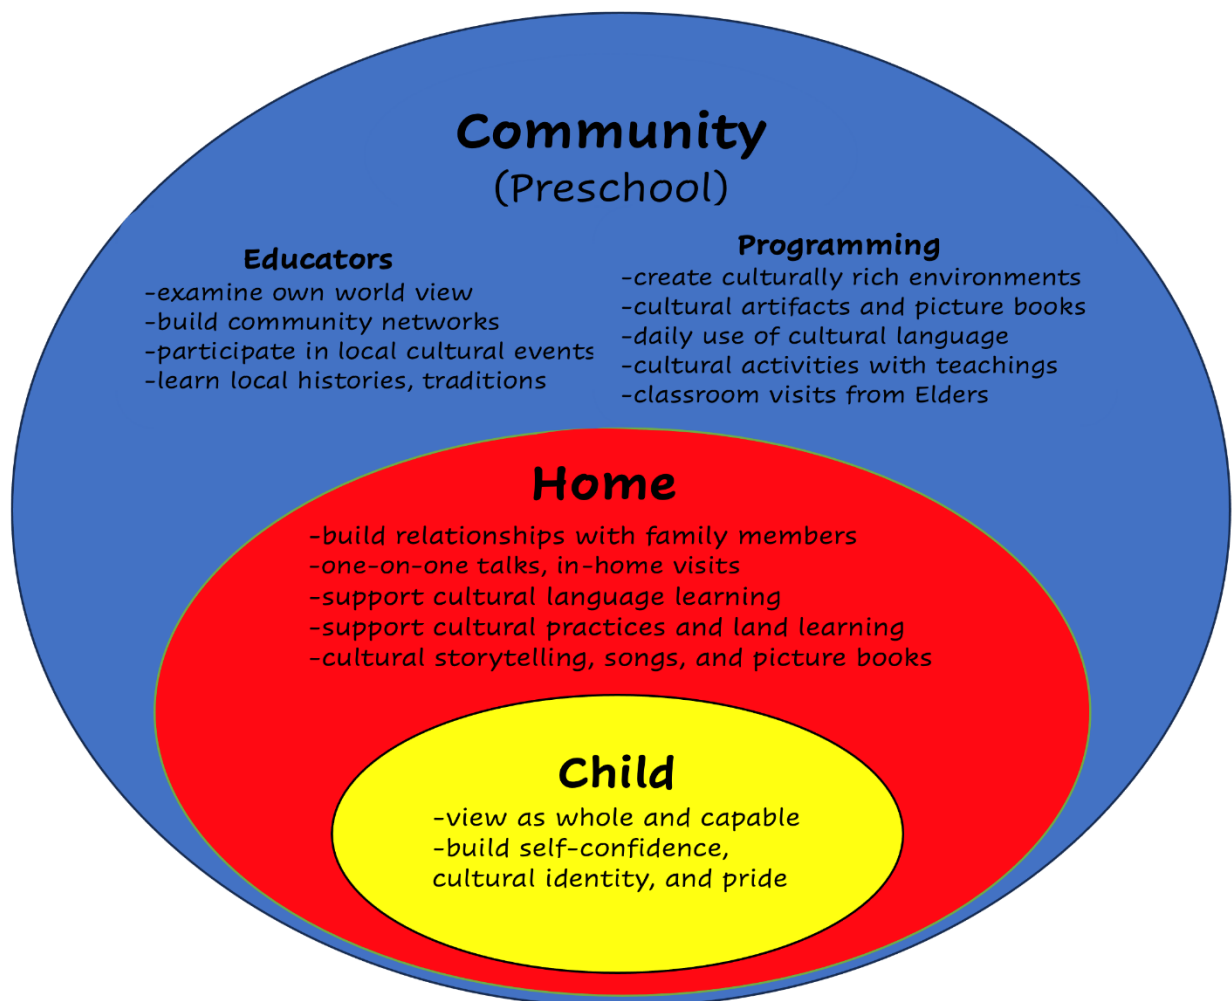 Community
(Preschool)
Educators
-examine own world view
-build community networks
-participate in local cultural events
-learn local histories, traditions
Programming
-create culturally rich environments
-cultural artifacts and picture books
-daily use of cultural language
-cultural activities with teachings
-classroom visits from Elders
Home
-build relationships with family members
-one-on-one talks, in-home visits
-support cultural language learning
-support cultural practices and land learning
-cultural storytelling, songs, and picture books
Child
-view as whole and capable
-build self-confidence,
cultural identity, and pride